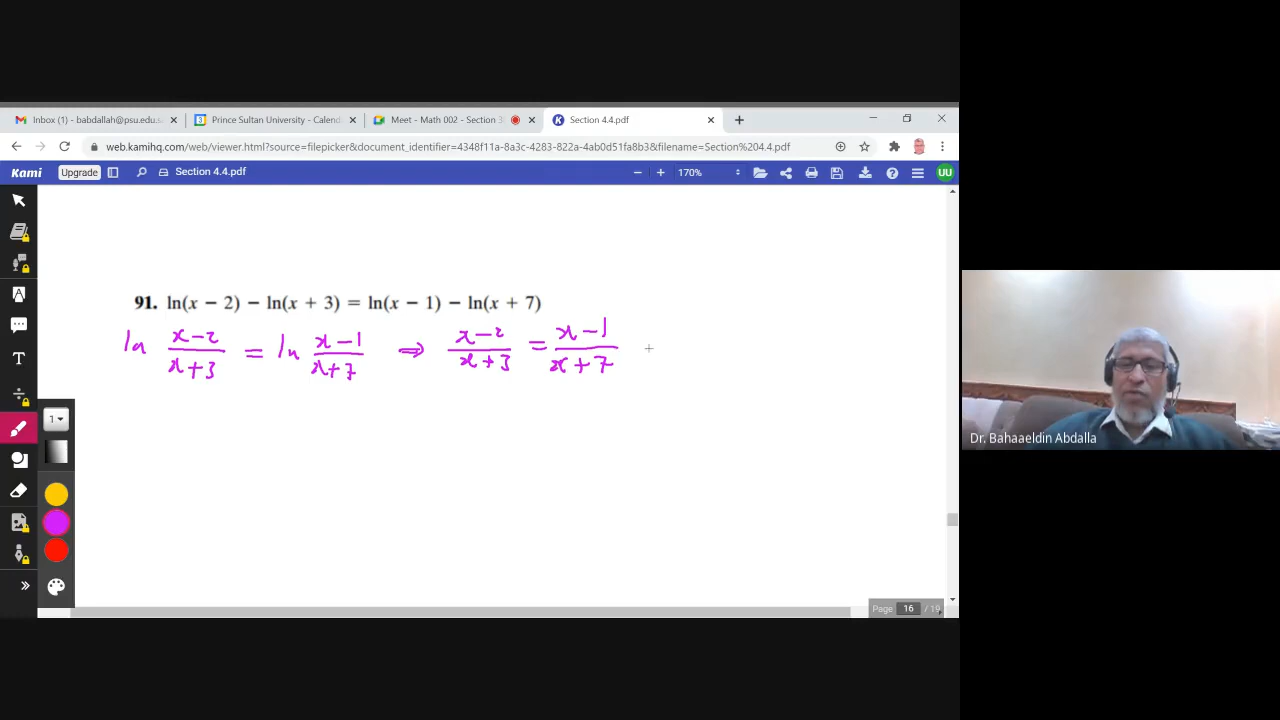 Inbox (1) - babdallah@psu.edu.s
Prince Sultan University - Calend
Meet - Math 002 - Section 3
Section 4.4.pdf
web.kamihq.com/web/viewer.html?source=filepicker&document_identifier=4348f11a-8a3c-4283-822a-4ab0d51fa8b3&filename=Section%204.4.pdf
Kami Upgrade Section 4.4.pdf 170% UU
91. ln(x − 2) − ln(x + 3) = ln(x − 1) − ln(x + 7)
ln (x-2)/(x+3) = ln (x-1)/(x+7) ⇒ (x-2)/(x+3) = (x-1)/(x+7)
1
Dr. Bahaaeldin Abdalla
Page 16 / 19